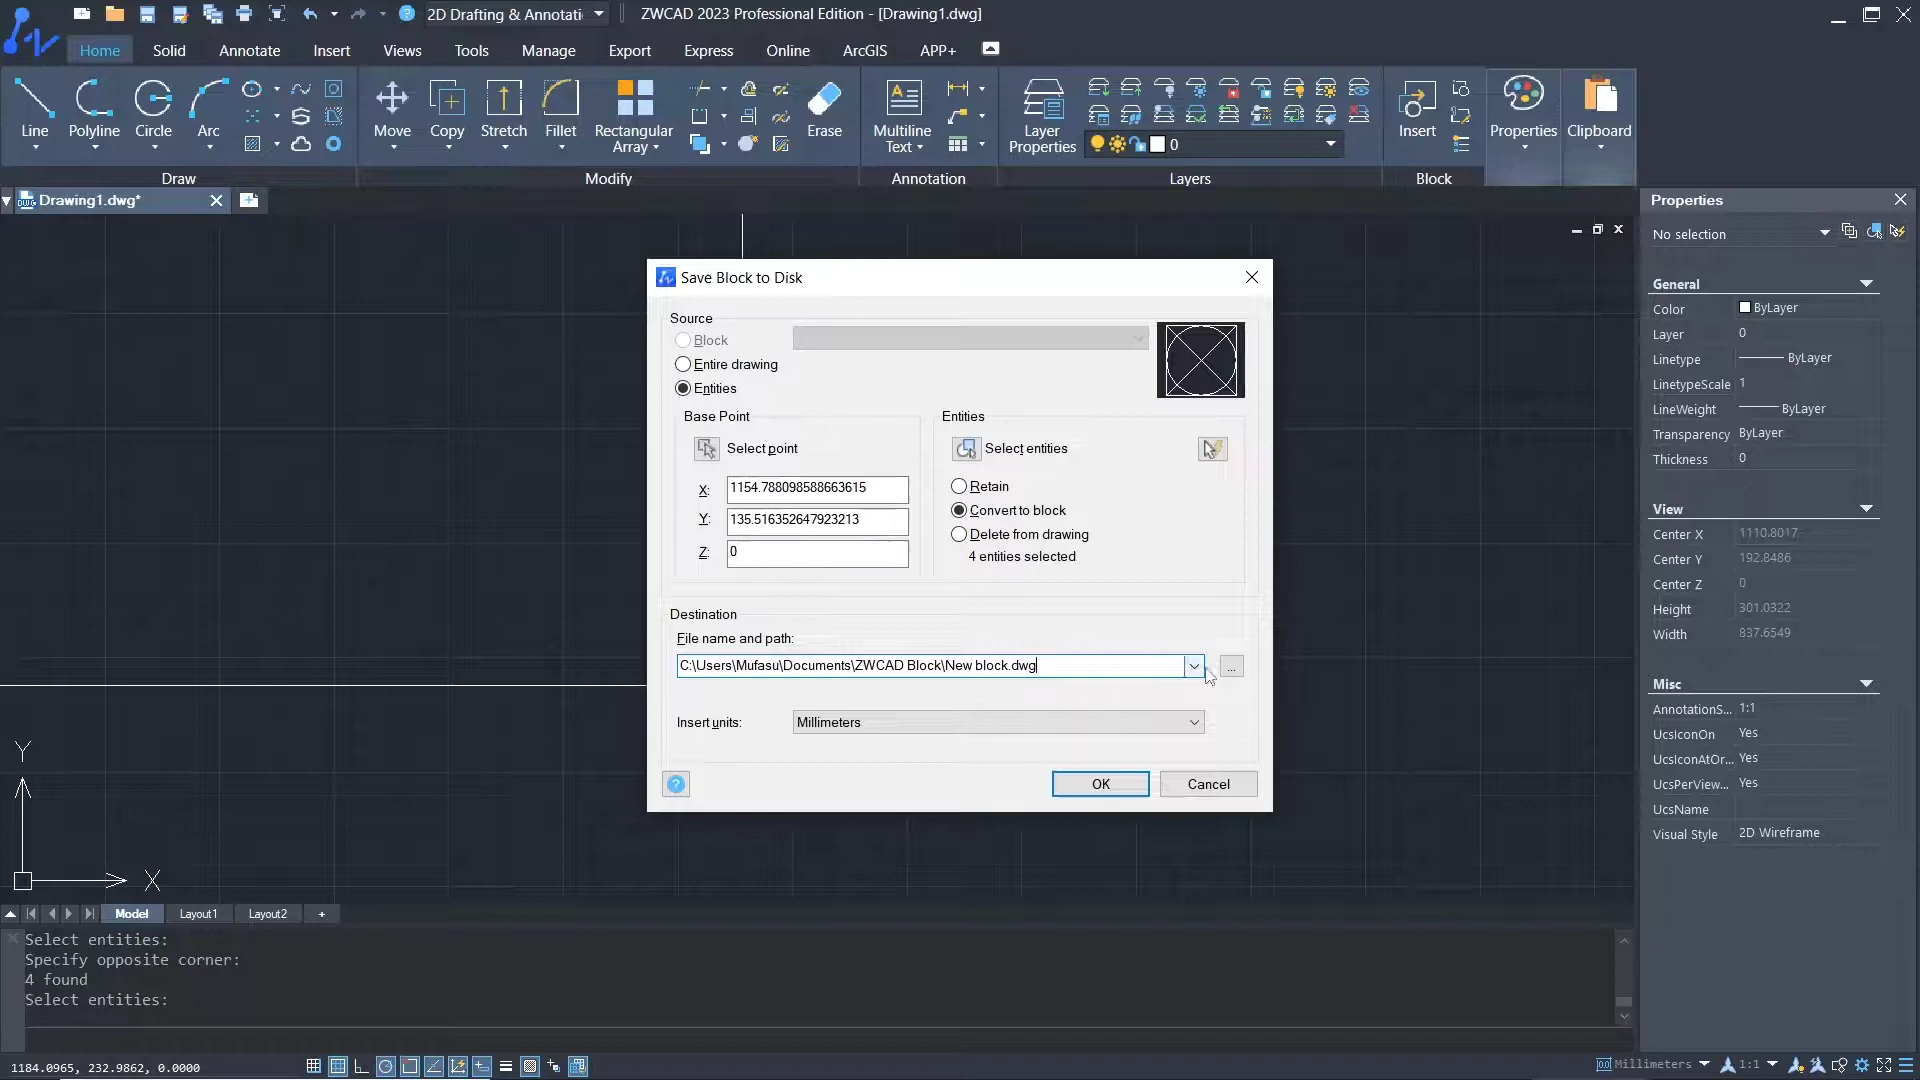 2D Drafting & Annotati
ZWCAD 2023 Professional Edition - [Drawing1.dwg]
Home Solid Annotate Insert Views Tools Manage Export Express Online ArcGIS APP+
Line Polyline Circle Arc
Move Copy Stretch Fillet Rectangular Array Erase
Multiline Text
Layer Properties
0
Insert
Properties
Clipboard
Draw Modify Annotation Layers Block
Drawing1.dwg*
Save Block to Disk
Source
Block
Entire drawing
Entities
Base Point
Select point
X: 1154.788098588663615
Y: 135.516352647923213
Z: 0
Entities
Select entities
Retain
Convert to block
Delete from drawing
4 entities selected
Destination
File name and path:
C:\Users\Mufasu\Documents\ZWCAD Block\New block.dwg
...
Insert units: Millimeters
?
OK Cancel
Properties
No selection
General
Color ByLayer
Layer 0
Linetype ByLayer
LinetypeScale 1
LineWeight ByLayer
Transparency ByLayer
Thickness 0
View
Center X 1110.8017
Center Y 192.8486
Center Z 0
Height 301.0322
Width 837.6549
Misc
AnnotationS... 1:1
UcsIconOn Yes
UcsIconAtOr... Yes
UcsPerView... Yes
UcsName
Visual Style 2D Wireframe
Y
X
Model Layout1 Layout2 +
Select entities:
Specify opposite corner:
4 found
Select entities:
1184.0965, 232.9862, 0.0000
Millimeters 1:1